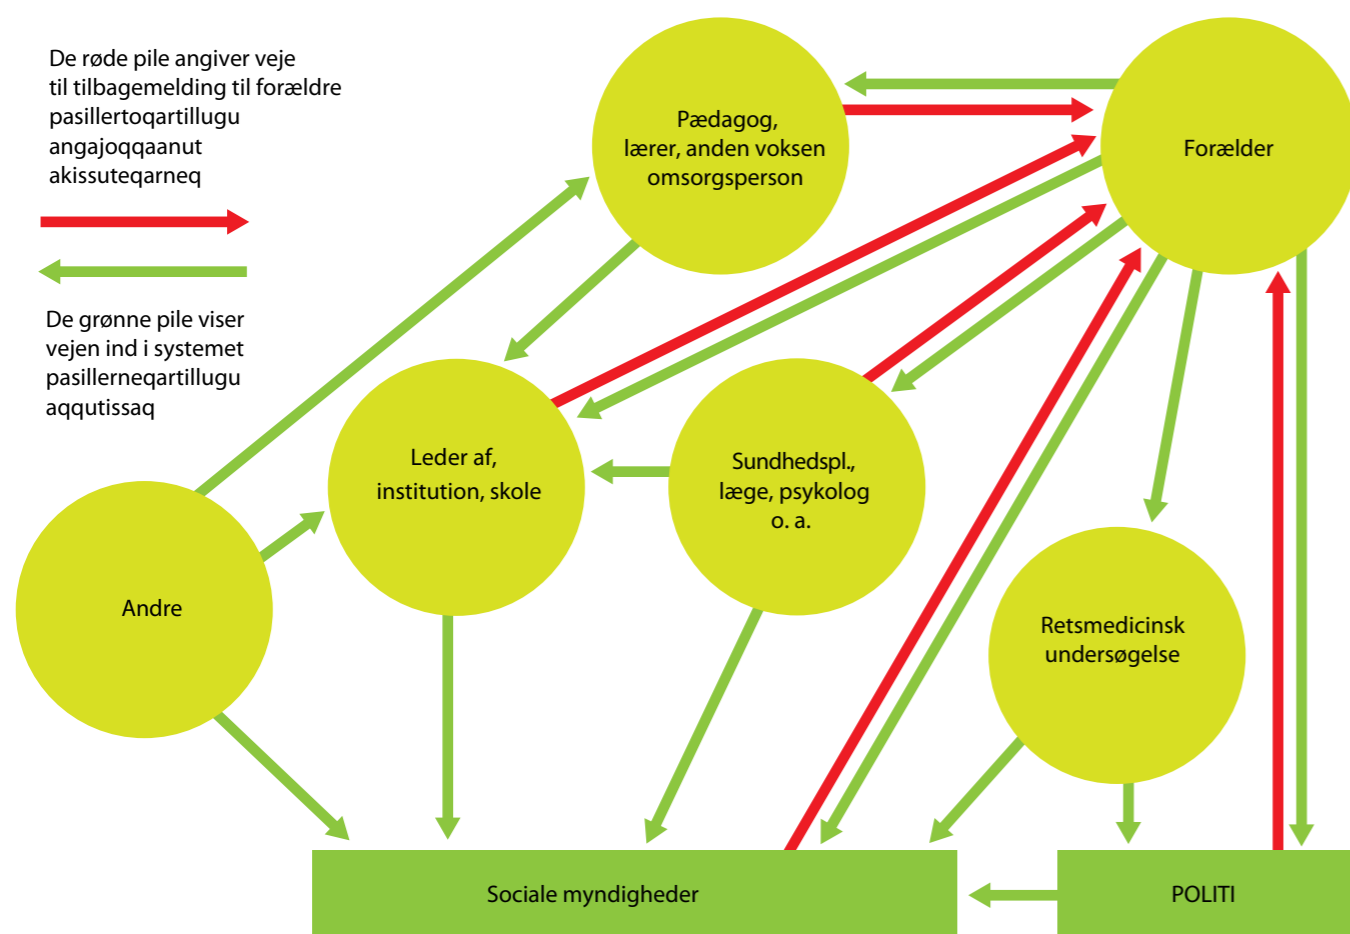 De røde pile angiver veje
til tilbagemelding til forældre
pasillertoqartillugu
angajoqqaanut
akissuteqarneq
De grønne pile viser
vejen ind i systemet
pasillerneqartillugu
aqqutissaq
Pædagog,
lærer, anden voksen
omsorgsperson
Forælder
Leder af,
institution, skole
Sundhedspl.,
læge, psykolog
o. a.
Andre
Retsmedicinsk
undersøgelse
Sociale myndigheder
POLITI